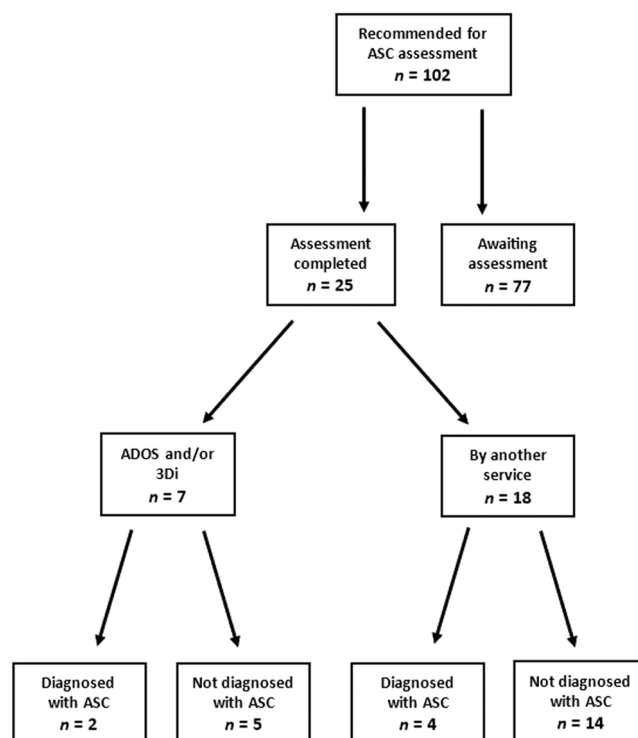 Recommended for
ASC assessment
n = 102
Assessment
completed
n = 25
Awaiting
assessment
n = 77
ADOS and/or
3Di
n = 7
By another
service
n = 18
Diagnosed
with ASC
n = 2
Not diagnosed
with ASC
n = 5
Diagnosed
with ASC
n = 4
Not diagnosed
with ASC
n = 14